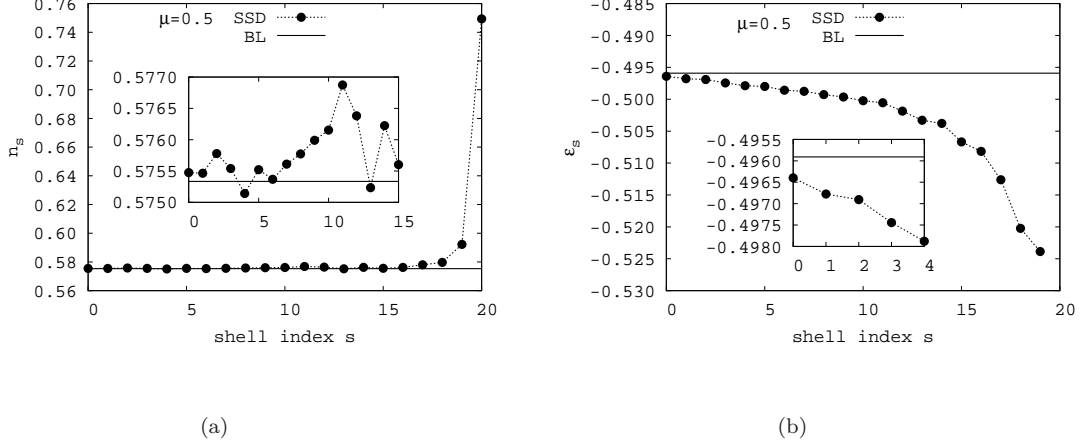 0.76
0.74
0.72
0.70
0.68
0.66
0.64
0.62
0.60
0.58
0.56
n_s
μ=0.5
SSD
BL
0.5770
0.5765
0.5760
0.5755
0.5750
0 5 10 15
0 5 10 15 20
shell index s
(a)
-0.485
-0.490
-0.495
-0.500
-0.505
-0.510
-0.515
-0.520
-0.525
-0.530
ε_s
μ=0.5
SSD
BL
-0.4955
-0.4960
-0.4965
-0.4970
-0.4975
-0.4980
0 1 2 3 4
0 5 10 15 20
shell index s
(b)